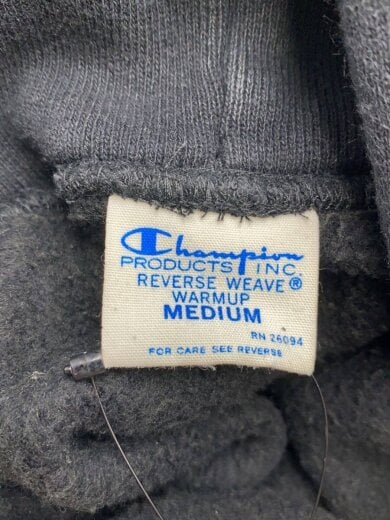 Champion
PRODUCTS INC.
REVERSE WEAVE®
WARMUP
MEDIUM
RN 26094
FOR CARE SEE REVERSE